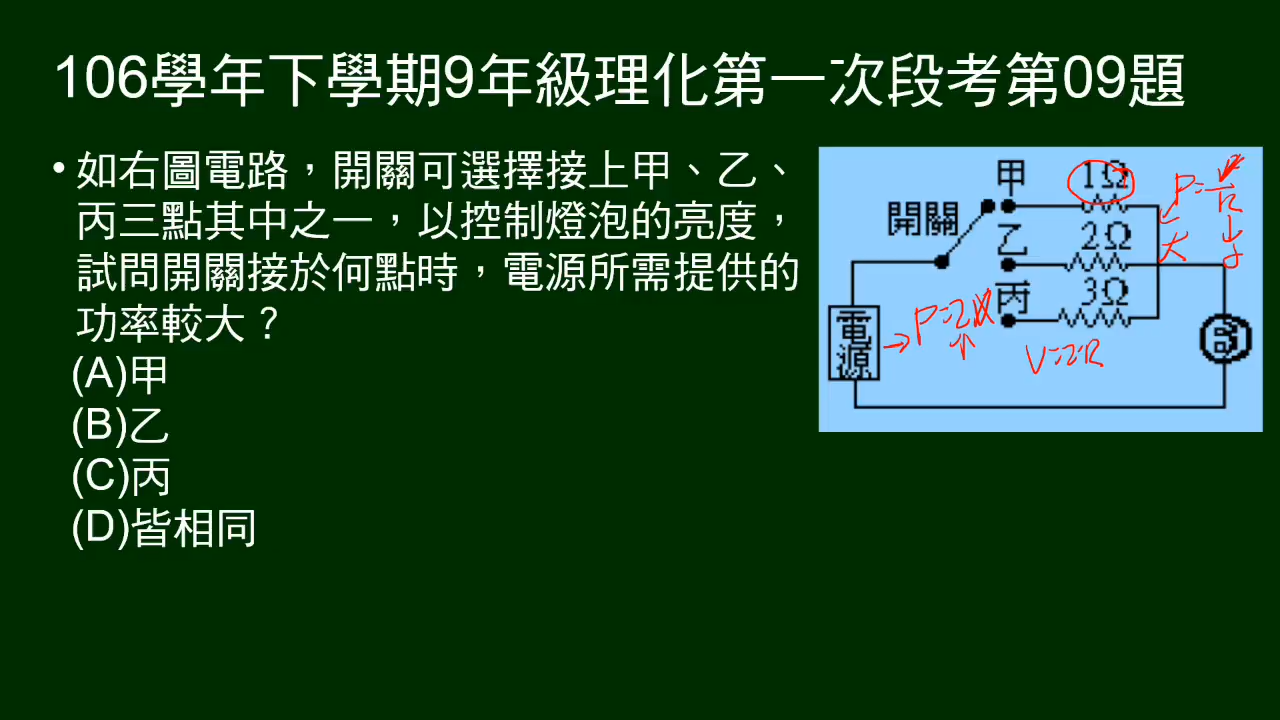 106學年下學期9年級理化第一次段考第09題
• 如右圖電路，開關可選擇接上甲、乙、
丙三點其中之一，以控制燈泡的亮度，
試問開關接於何點時，電源所需提供的
功率較大？
(A)甲
(B)乙
(C)丙
(D)皆相同
甲
1Ω
開關
乙
2Ω
丙
3Ω
電源
P=
大
小
V=I·R